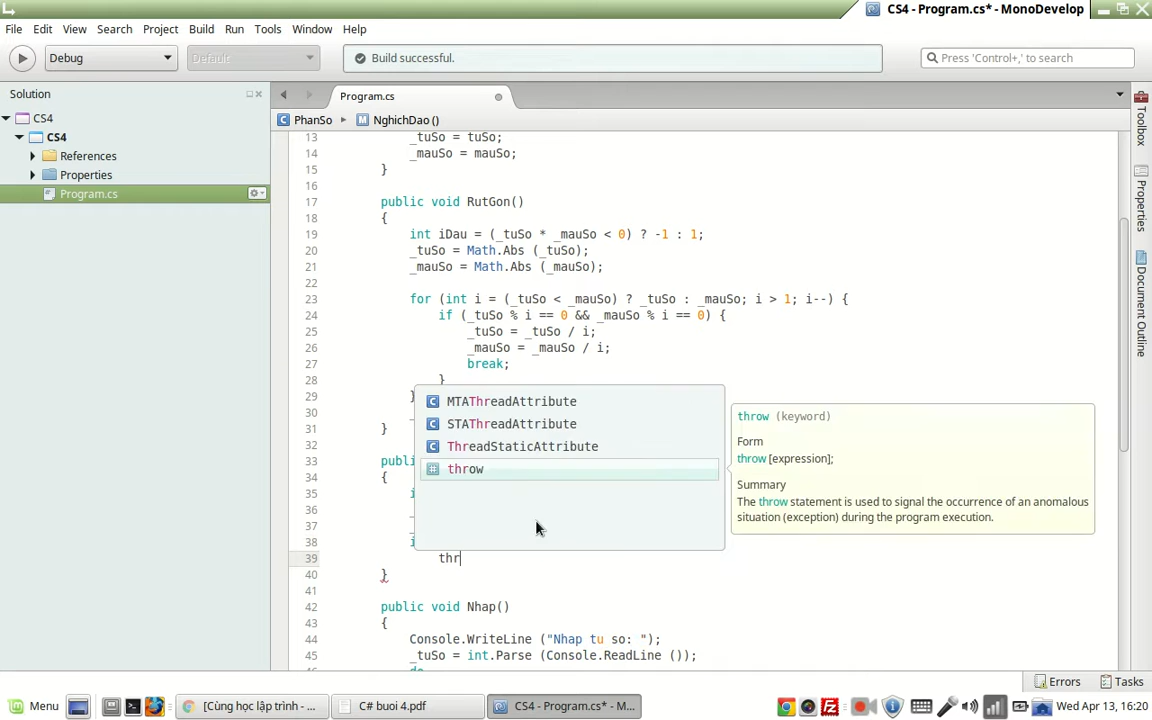 CS4 - Program.cs* - MonoDevelop
File Edit View Search Project Build Run Tools Window Help
Debug Default Build successful. Press 'Control+,' to search
Solution
CS4
CS4
References
Properties
Program.cs
Program.cs
PhanSo NghichDao ()
13 _tuSo = tuSo;
14 _mauSo = mauSo;
15 }
16
17 public void RutGon()
18 {
19 int iDau = (_tuSo * _mauSo < 0) ? -1 : 1;
20 _tuSo = Math.Abs (_tuSo);
21 _mauSo = Math.Abs (_mauSo);
22
23 for (int i = (_tuSo < _mauSo) ? _tuSo : _mauSo; i > 1; i--) {
24 if (_tuSo % i == 0 && _mauSo % i == 0) {
25 _tuSo = _tuSo / i;
26 _mauSo = _mauSo / i;
27 break;
28 }
29 }
30
31 }
32
33 publi
34 {
35 i
36
37
38 i
39 thr
40 }
41
42 public void Nhap()
43 {
44 Console.WriteLine ("Nhap tu so: ");
45 _tuSo = int.Parse (Console.ReadLine ());
MTAThreadAttribute
STAThreadAttribute
ThreadStaticAttribute
throw
throw (keyword)
Form
throw [expression];
Summary
The throw statement is used to signal the occurrence of an anomalous
situation (exception) during the program execution.
Toolbox
Properties
Document Outline
Errors Tasks
Menu [Cùng học lập trình - ... C# buoi 4.pdf CS4 - Program.cs* - M... Wed Apr 13, 16:20